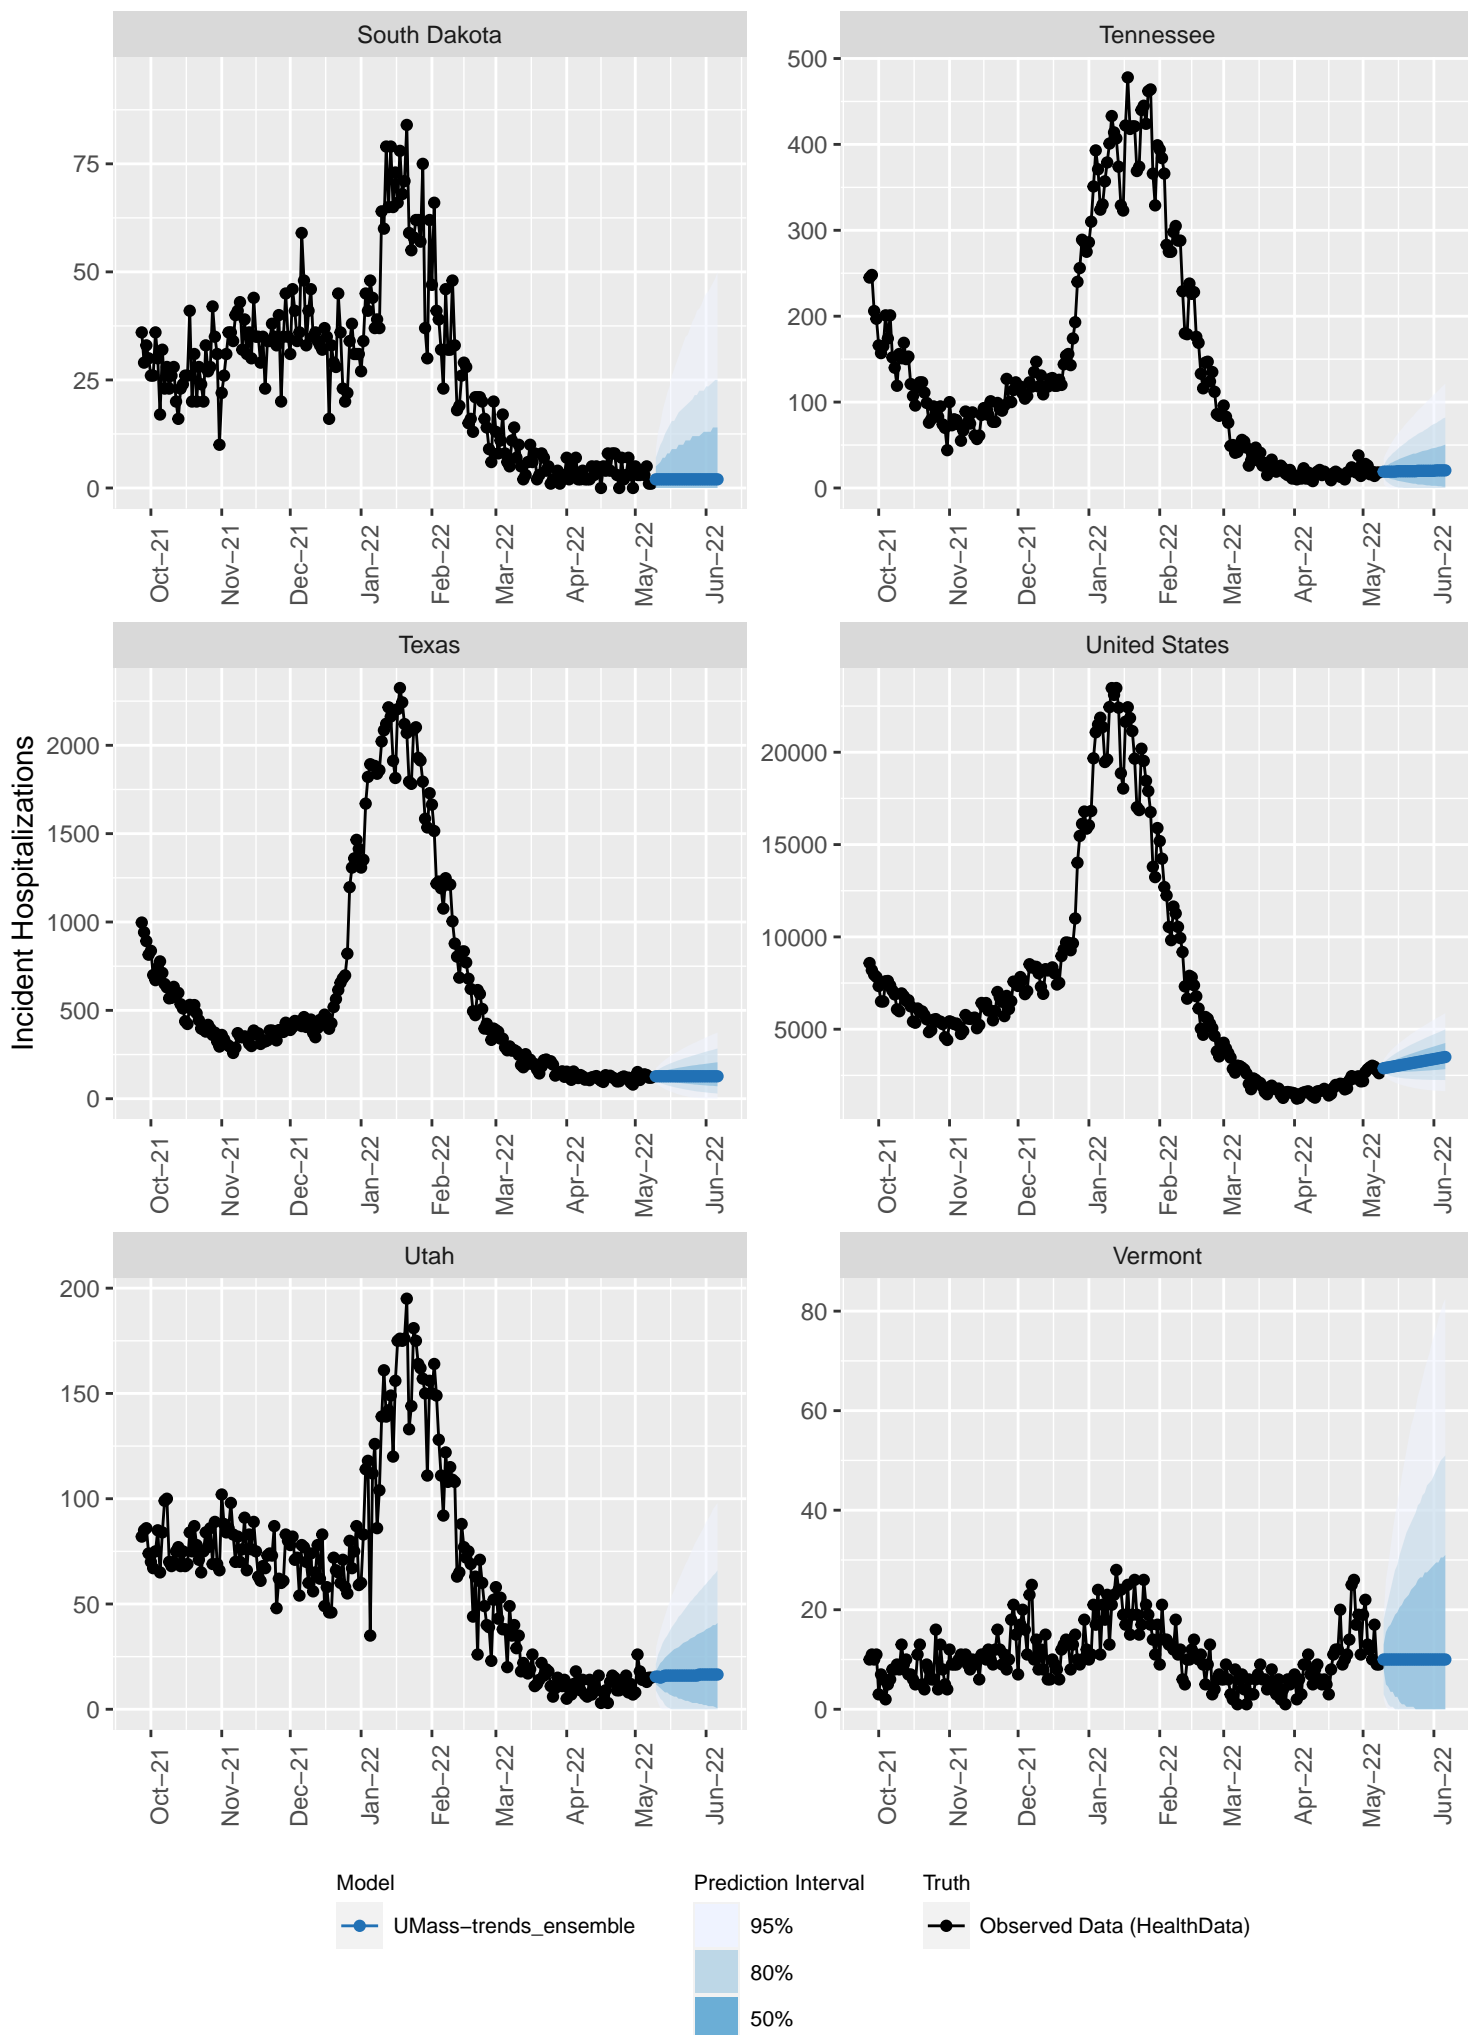 South Dakota
Tennessee
75
50
25
0
500
400
300
200
100
0
Oct−21
Nov−21
Dec−21
Jan−22
Feb−22
Mar−22
Apr−22
May−22
Jun−22
Oct−21
Nov−21
Dec−21
Jan−22
Feb−22
Mar−22
Apr−22
May−22
Jun−22
Incident Hospitalizations
Texas
United States
2000
1500
1000
500
0
20000
15000
10000
5000
Oct−21
Nov−21
Dec−21
Jan−22
Feb−22
Mar−22
Apr−22
May−22
Jun−22
Oct−21
Nov−21
Dec−21
Jan−22
Feb−22
Mar−22
Apr−22
May−22
Jun−22
Utah
Vermont
200
150
100
50
0
80
60
40
20
0
Oct−21
Nov−21
Dec−21
Jan−22
Feb−22
Mar−22
Apr−22
May−22
Jun−22
Oct−21
Nov−21
Dec−21
Jan−22
Feb−22
Mar−22
Apr−22
May−22
Jun−22
Model
UMass−trends_ensemble
Prediction Interval
95%
80%
50%
Truth
Observed Data (HealthData)